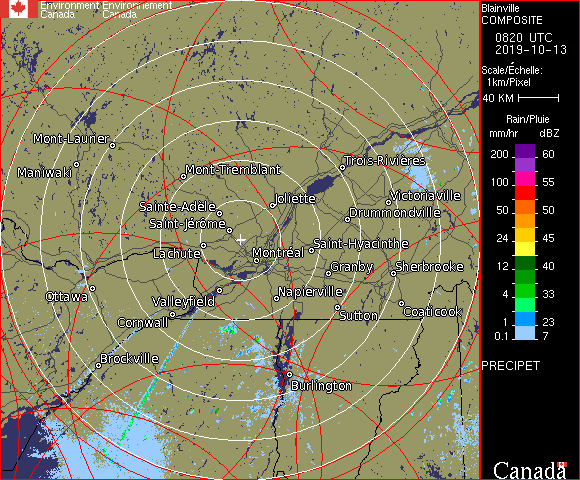 Environment Environnement
Canada Canada
Blainville
COMPOSITE
0820 UTC
2019-10-13
Scale/Échelle:
1km/Pixel
40 KM
Rain/Pluie
mm/hr dBZ
200 60
150 57
100 55
50 50
24 45
12 40
4 33
1 23
0.1 7
PRECIPET
Mont-Laurier
Maniwaki
Mont-Tremblant
Trois-Rivières
Joliette
Victoriaville
Sainte-Adèle
Drummondville
Saint-Jérôme
Saint-Hyacinthe
Lachute
Montréal
Granby
Sherbrooke
Ottawa
Valleyfield
Napierville
Cornwall
Sutton
Coaticook
Brockville
Burlington
Canada